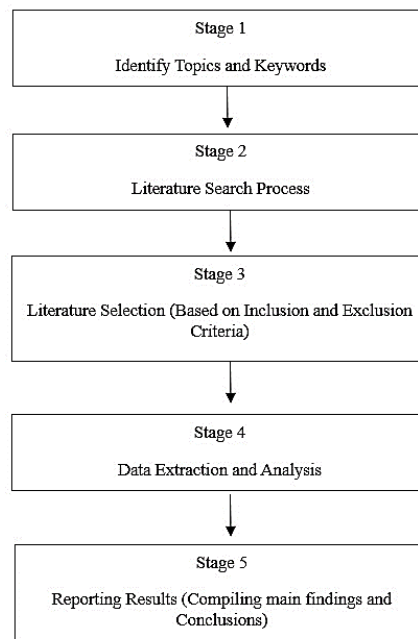 Stage 1
Identify Topics and Keywords
Stage 2
Literature Search Process
Stage 3
Literature Selection (Based on Inclusion and Exclusion
Criteria)
Stage 4
Data Extraction and Analysis
Stage 5
Reporting Results (Compiling main findings and
Conclusions)